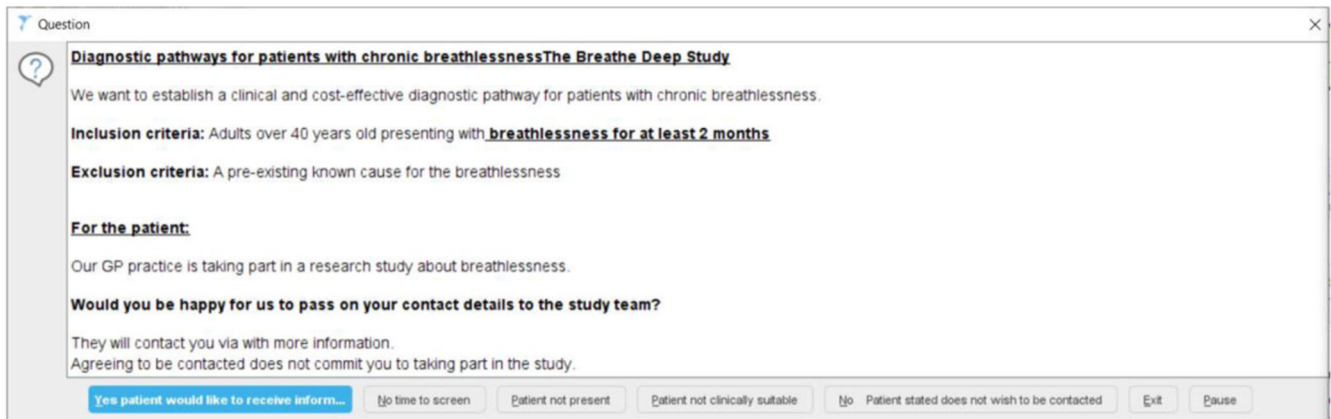 Question
Diagnostic pathways for patients with chronic breathlessnessThe Breathe Deep Study
We want to establish a clinical and cost-effective diagnostic pathway for patients with chronic breathlessness.
Inclusion criteria: Adults over 40 years old presenting with breathlessness for at least 2 months
Exclusion criteria: A pre-existing known cause for the breathlessness
For the patient:
Our GP practice is taking part in a research study about breathlessness.
Would you be happy for us to pass on your contact details to the study team?
They will contact you via with more information.
Agreeing to be contacted does not commit you to taking part in the study.
Yes patient would like to receive inform... No time to screen Patient not present Patient not clinically suitable No Patient stated does not wish to be contacted Exit Pause